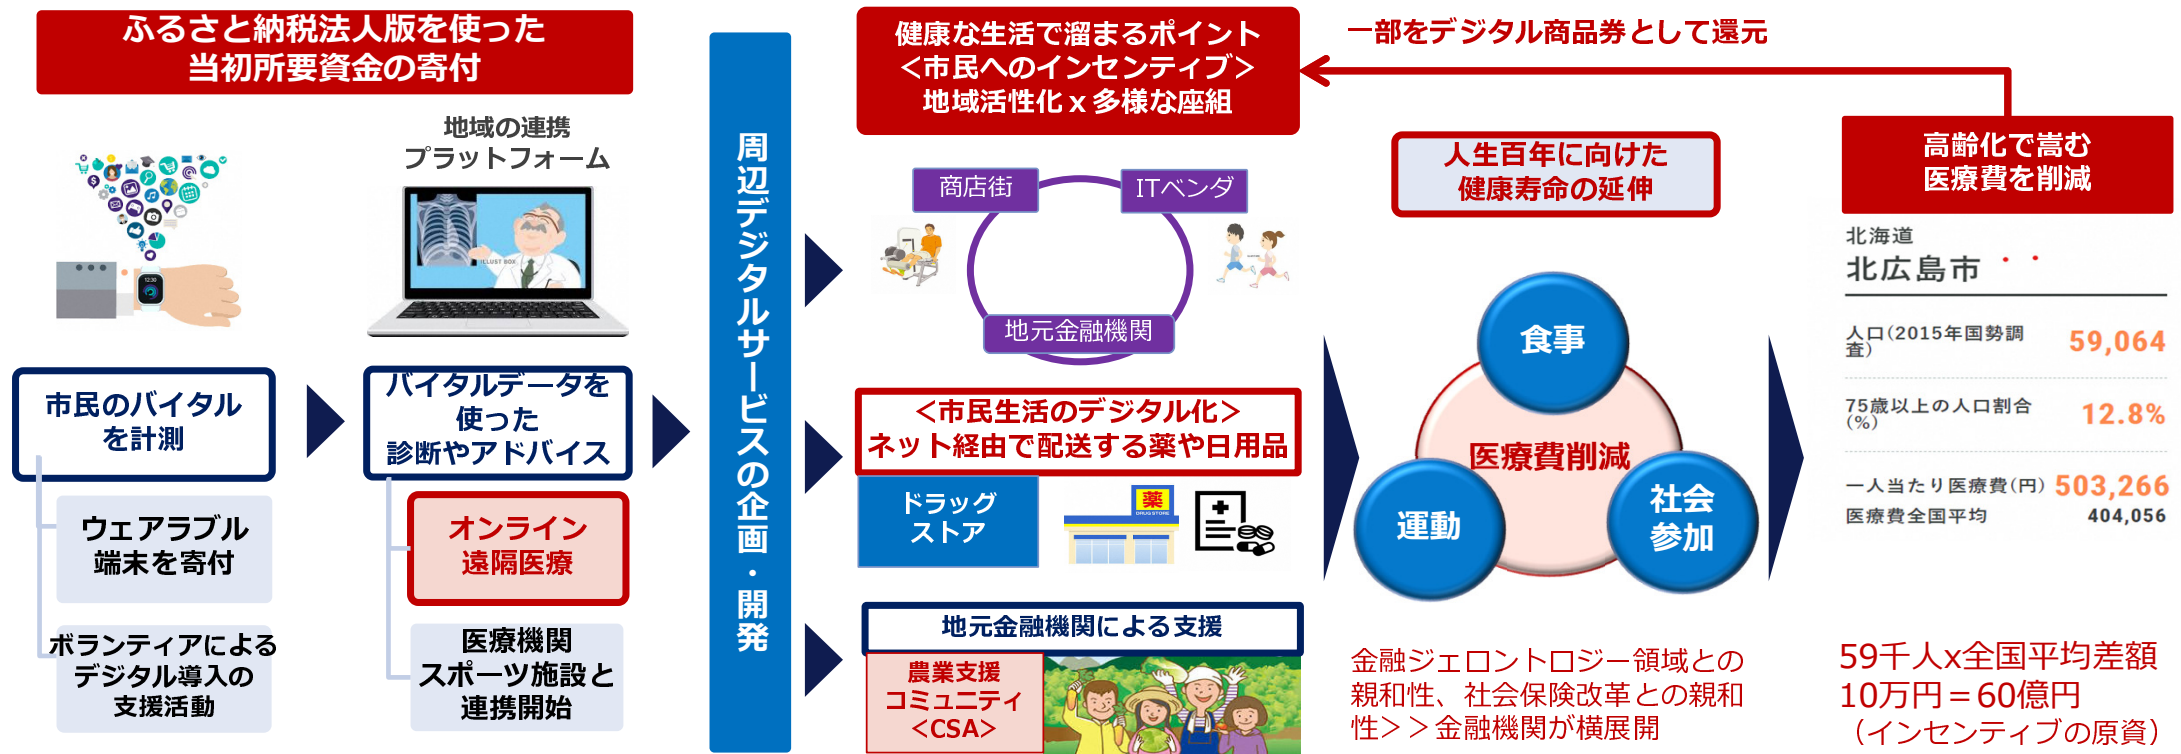 ふるさと納税法人版を使った
当初所要資金の寄付
地域の連携
プラットフォーム
12:30
ILLUST BOX
市民のバイタル
を計測
ウェアラブル
端末を寄付
ボランティアによる
デジタル導入の
支援活動
バイタルデータを
使った
診断やアドバイス
オンライン
遠隔医療
医療機関
スポーツ施設と
連携開始
周辺デジタルサービスの企画・開発
健康な生活で溜まるポイント
＜市民へのインセンティブ＞
地域活性化ｘ多様な座組
一部をデジタル商品券として還元
商店街
ITベンダ
地元金融機関
＜市民生活のデジタル化＞
ネット経由で配送する薬や日用品
ドラッグ
ストア
薬
DRUG STORE
地元金融機関による支援
農業支援
コミュニティ
＜CSA＞
人生百年に向けた
健康寿命の延伸
食事
医療費削減
運動
社会
参加
金融ジェロントロジー領域との
親和性、社会保険改革との親和
性＞＞金融機関が横展開
高齢化で嵩む
医療費を削減
北海道
北広島市
人口(2015年国勢調
査)
59,064
75歳以上の人口割合
(%)
12.8%
一人当たり医療費(円) 503,266
医療費全国平均 404,056
59千人x全国平均差額
10万円＝60億円
（インセンティブの原資）